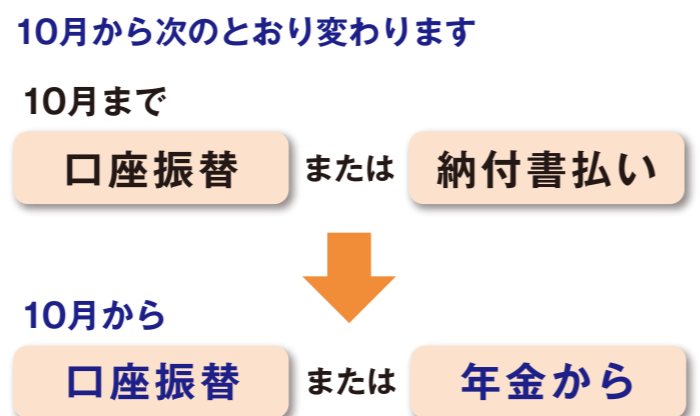 10月から次のとおり変わります
10月まで
口座振替 または 納付書払い
10月から
口座振替 または 年金から